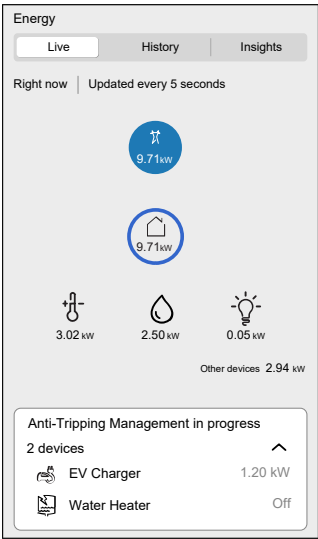 Energy
Live History Insights
Right now Updated every 5 seconds
9.71kW
9.71kW
3.02 kW 2.50 kW 0.05 kW
Other devices 2.94 kW
Anti-Tripping Management in progress
2 devices
EV Charger 1.20 kW
Water Heater Off